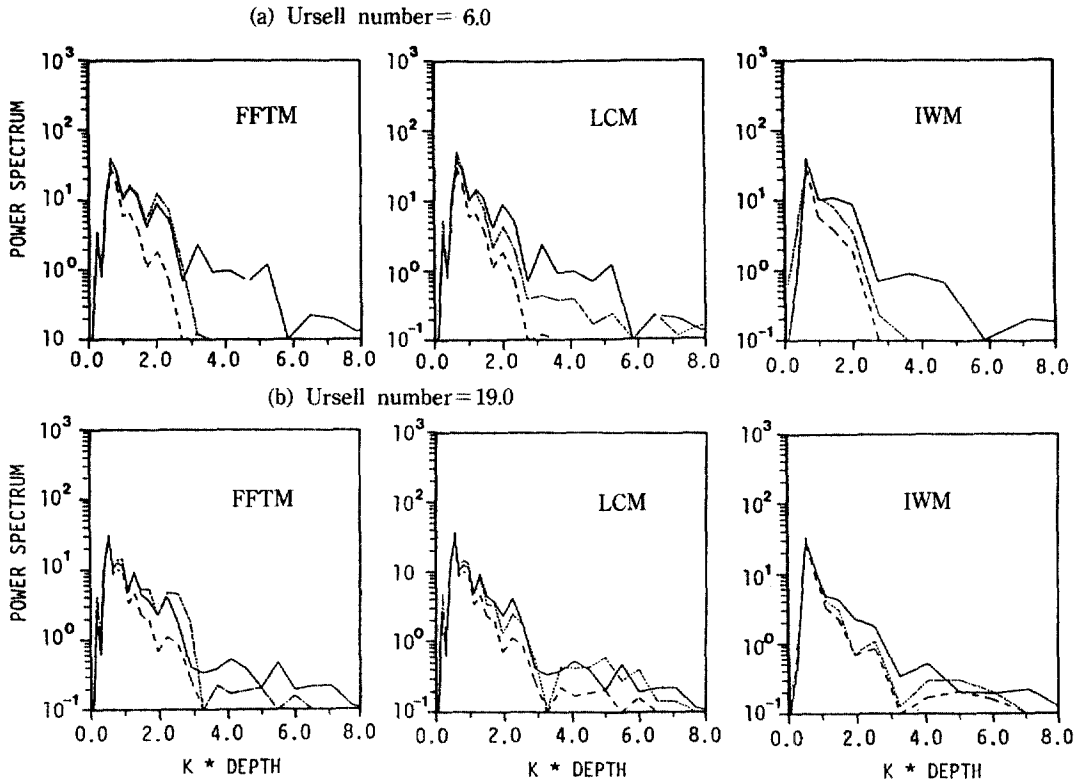 (a) Ursell number= 6.0
POWER SPECTRUM
10³
10²
10¹
10⁰
10
FFTM
0.0 2.0 4.0 6.0 8.0
10³
10²
10¹
10⁰
10⁻¹
LCM
0.0 2.0 4.0 6.0 8.0
10³
10²
10¹
10⁰
10⁻¹
IWM
0.0 2.0 4.0 6.0 8.0
(b) Ursell number=19.0
POWER SPECTRUM
10³
10²
10¹
10⁰
10⁻¹
FFTM
0.0 2.0 4.0 6.0 8.0
K * DEPTH
10³
10²
10
10⁰
10⁻¹
LCM
0.0 2.0 4.0 6.0 8.0
K * DEPTH
10³
10²
10¹
10⁰
10⁻¹
IWM
0.0 2.0 4.0 6.0 8.0
K * DEPTH